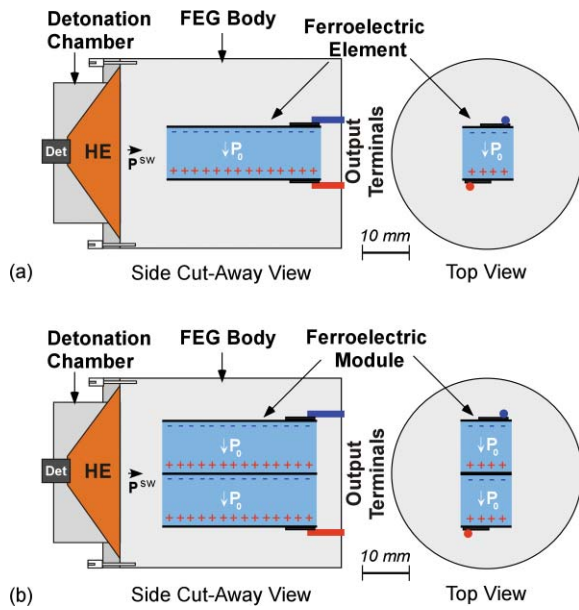 Detonation
Chamber
FEG Body
Ferroelectric
Element
Det
HE
P^SW
- - - - - - - - - - - - - -
↓P₀
+ + + + + + + + + + + + + +
Output
Terminals
- - - -
↓P₀
+ + + +
10 mm
(a)
Side Cut-Away View
Top View
Detonation
Chamber
FEG Body
Ferroelectric
Module
Det
HE
P^SW
- - - - - - - - - - - - - -
↓P₀
+ + + + + + + + + + + + + +
- - - - - - - - - - - - - -
↓P₀
+ + + + + + + + + + + + + +
Output
Terminals
- - - -
↓P₀
+ + + +
- - - -
↓P₀
+ + + +
10 mm
(b)
Side Cut-Away View
Top View